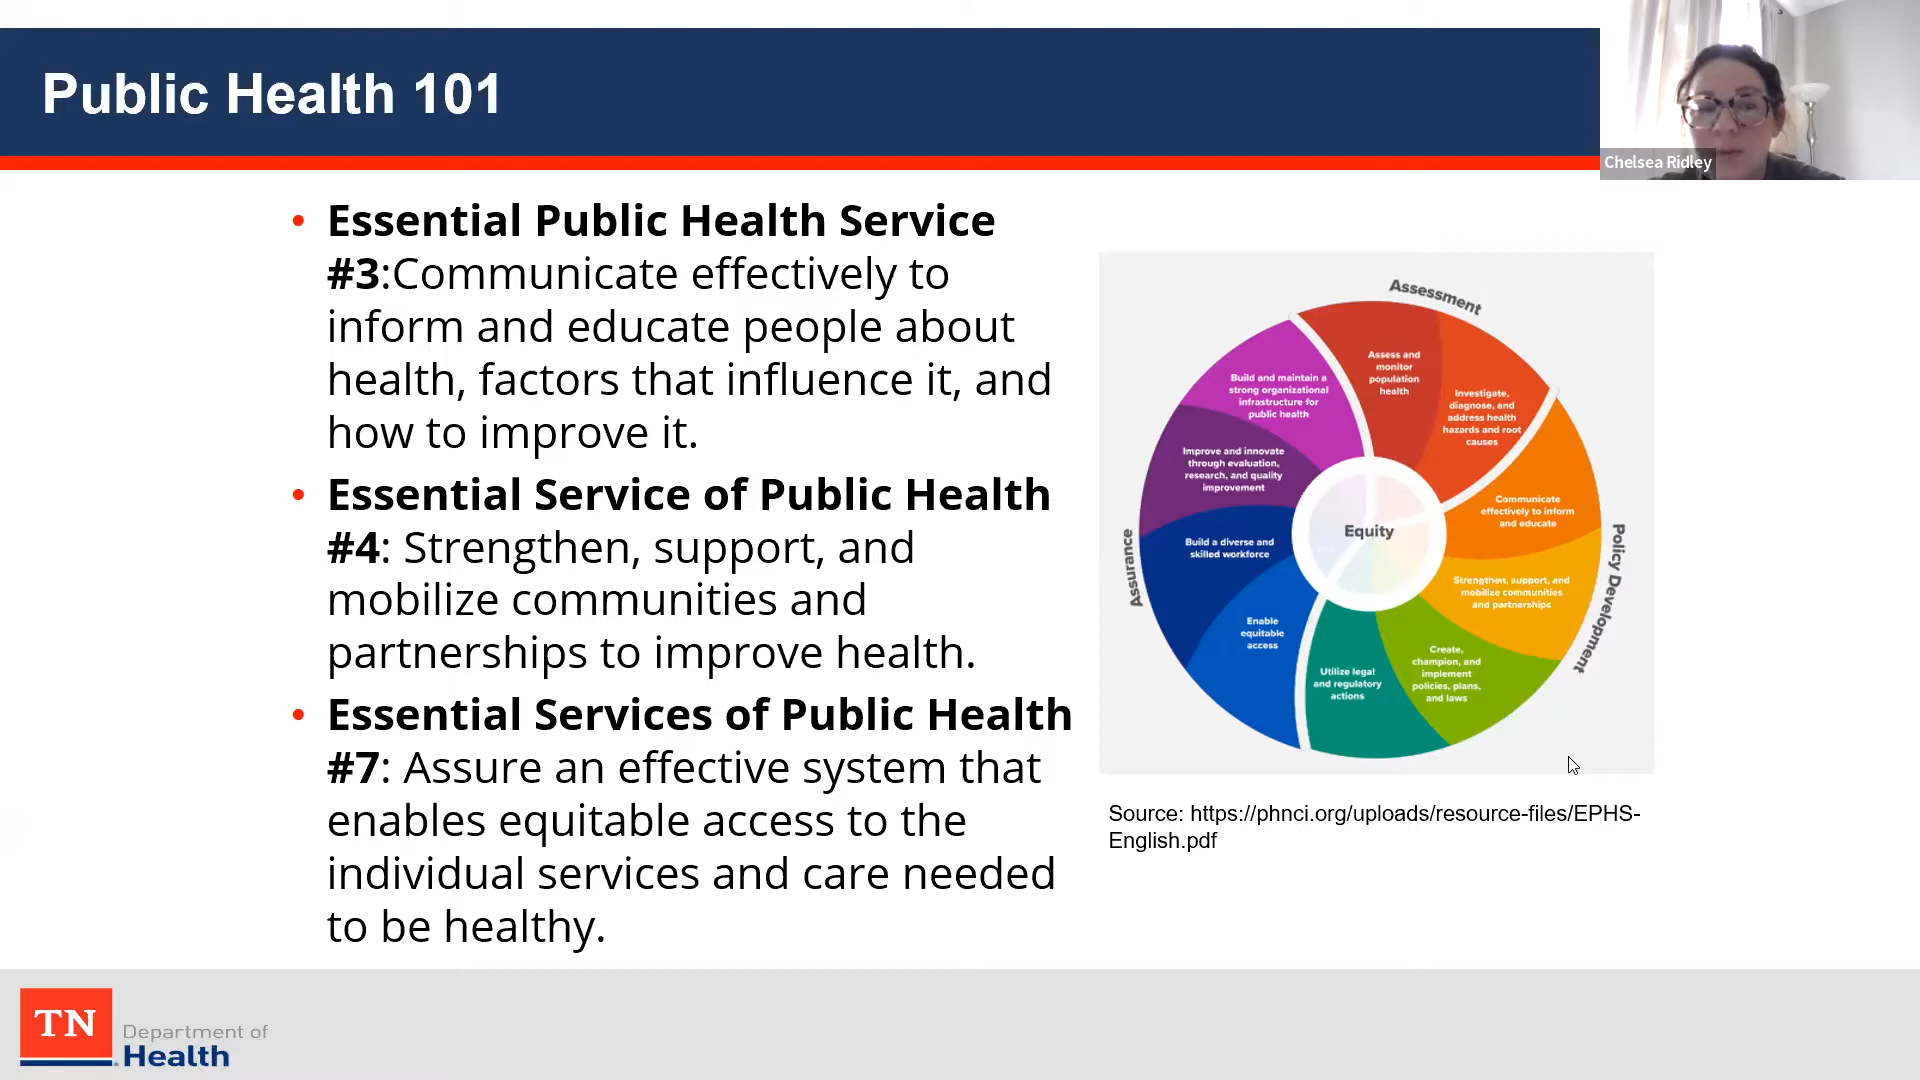 Public Health 101
Chelsea Ridley
• Essential Public Health Service
#3:Communicate effectively to
inform and educate people about
health, factors that influence it, and
how to improve it.
• Essential Service of Public Health
#4: Strengthen, support, and
mobilize communities and
partnerships to improve health.
• Essential Services of Public Health
#7: Assure an effective system that
enables equitable access to the
individual services and care needed
to be healthy.
Assessment
Assess and
monitor
population
health
Investigate,
diagnose, and
address health
hazards and root
causes
Communicate
effectively to inform
and educate
Strengthen, support, and
mobilize communities
and partnerships
Create,
champion, and
implement
policies, plans,
and laws
Utilize legal
and regulatory
actions
Enable
equitable
access
Build a diverse and
skilled workforce
Improve and innovate
through evaluation,
research, and quality
improvement
Build and maintain a
strong organizational
infrastructure for
public health
Equity
Policy Development
Assurance
Source: https://phnci.org/uploads/resource-files/EPHS-
English.pdf
TN
Department of
Health